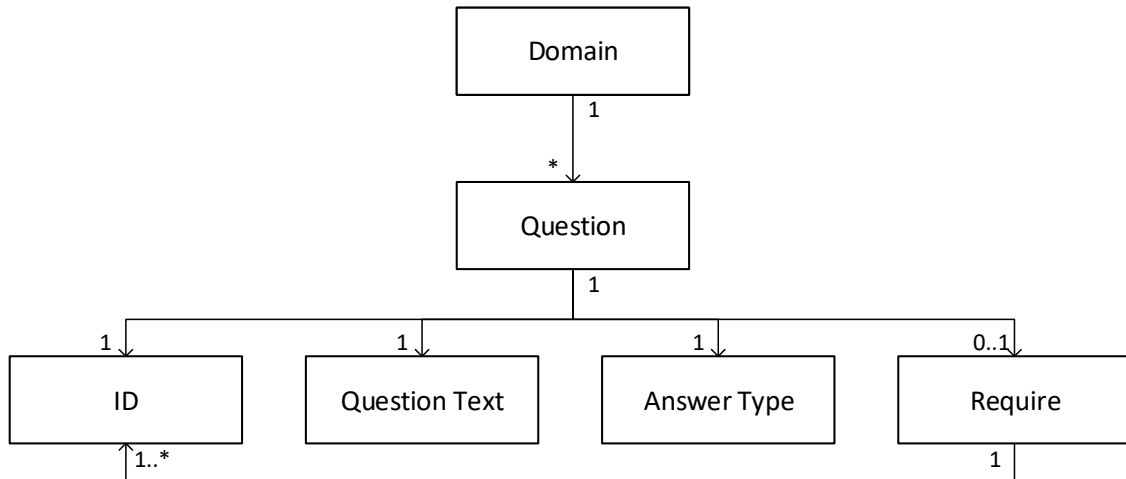 Domain
1
*
Question
1
1
1
1
0..1
ID
Question Text
Answer Type
Require
1..*
1